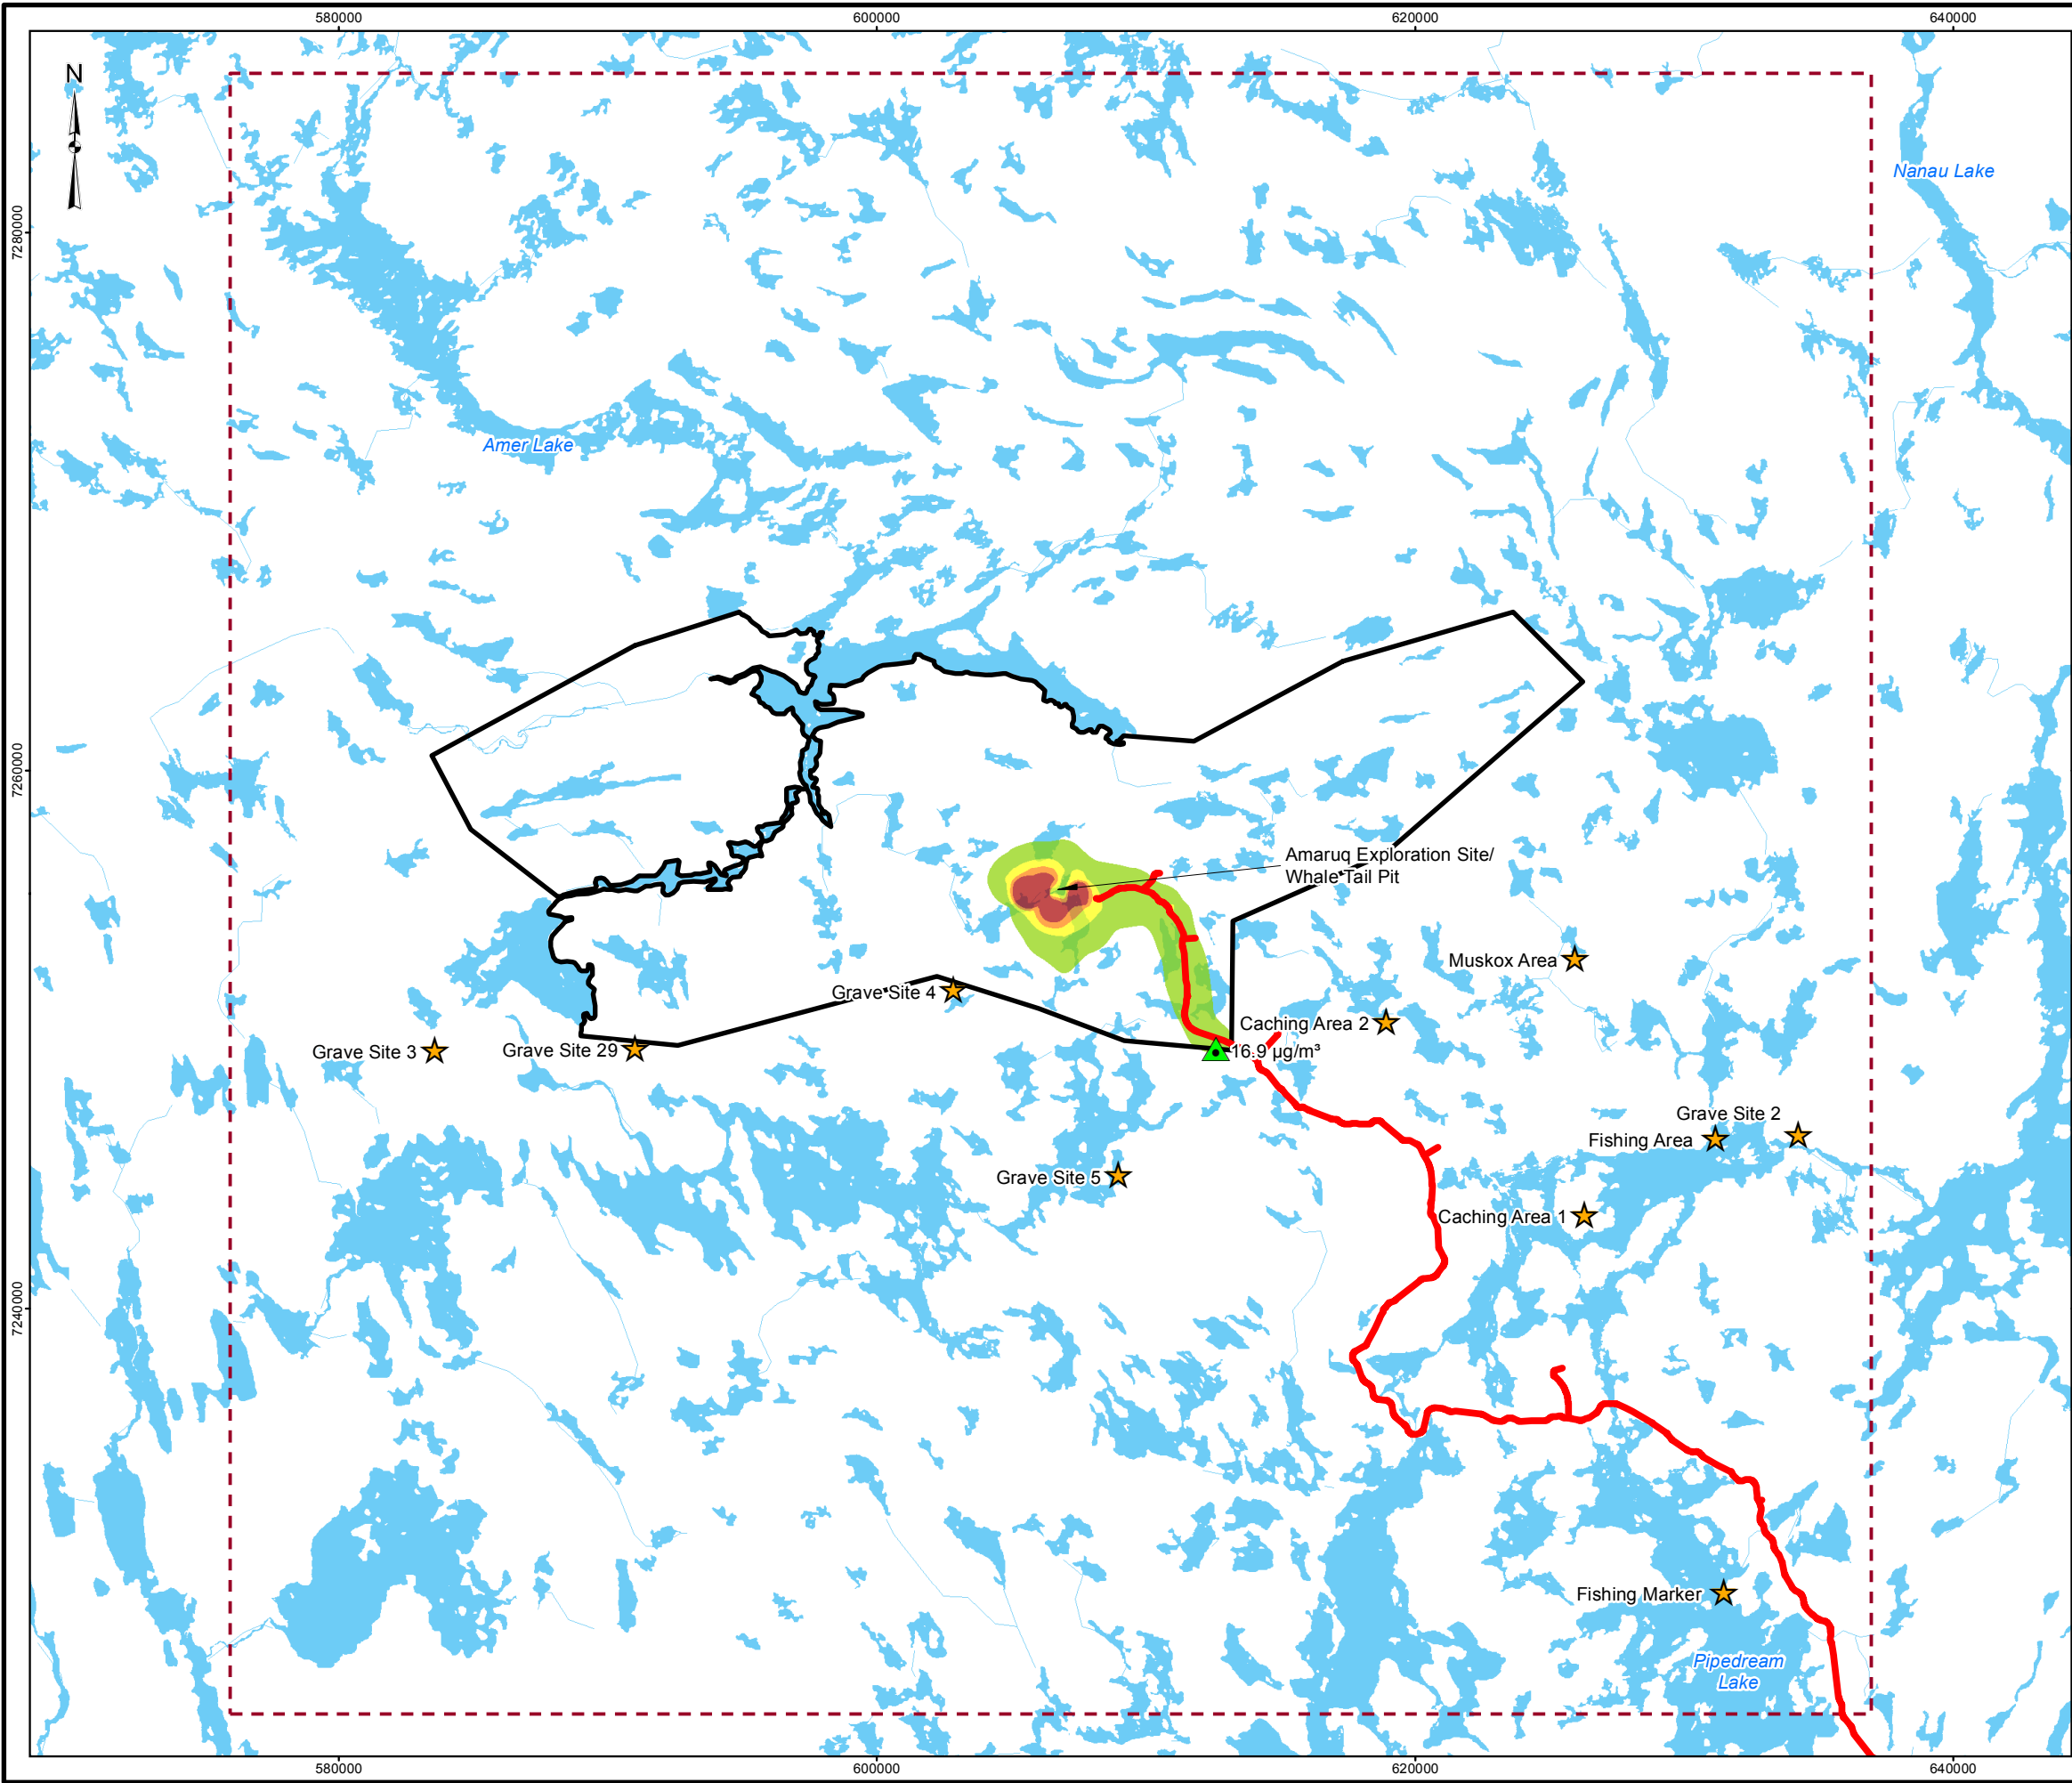 580000
600000
620000
640000
N
Nanau Lake
7280000
Amer Lake
7260000
Amaruq Exploration Site/
Whale Tail Pit
Muskox Area
Grave Site 4
Caching Area 2
Grave Site 3
Grave Site 29
16.9 µg/m³
Grave Site 2
Fishing Area
Grave Site 5
Caching Area 1
7240000
Fishing Marker
Pipedream
Lake
580000
600000
620000
640000